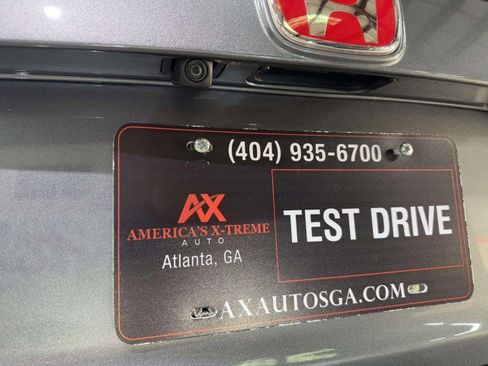 (404) 935-6700
AX
AMERICA'S X-TREME
AUTO
Atlanta, GA
TEST DRIVE
AXAUTOSGA.COM